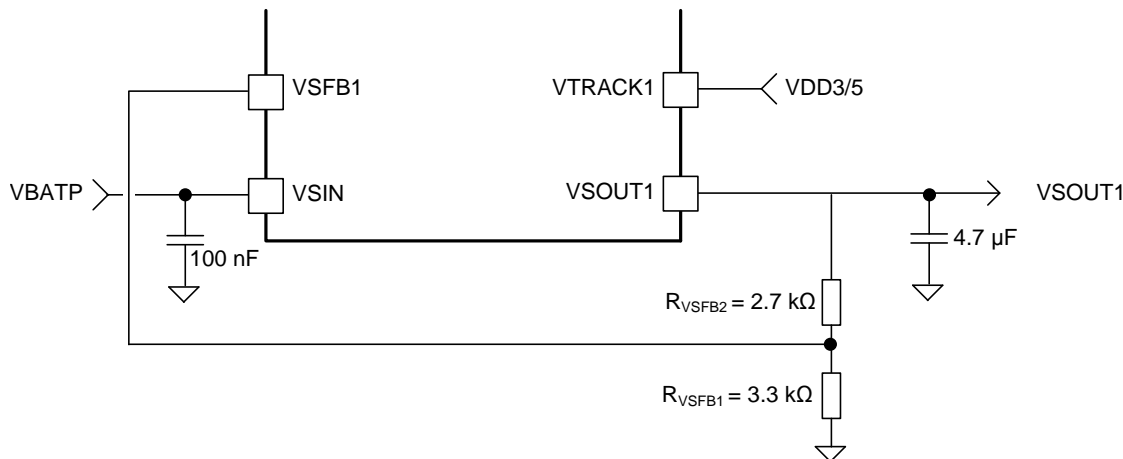 VSFB1
VTRACK1
VDD3/5
VBATP
VSIN
VSOUT1
VSOUT1
100 nF
4.7 µF
RVSFB2 = 2.7 kΩ
RVSFB1 = 3.3 kΩ